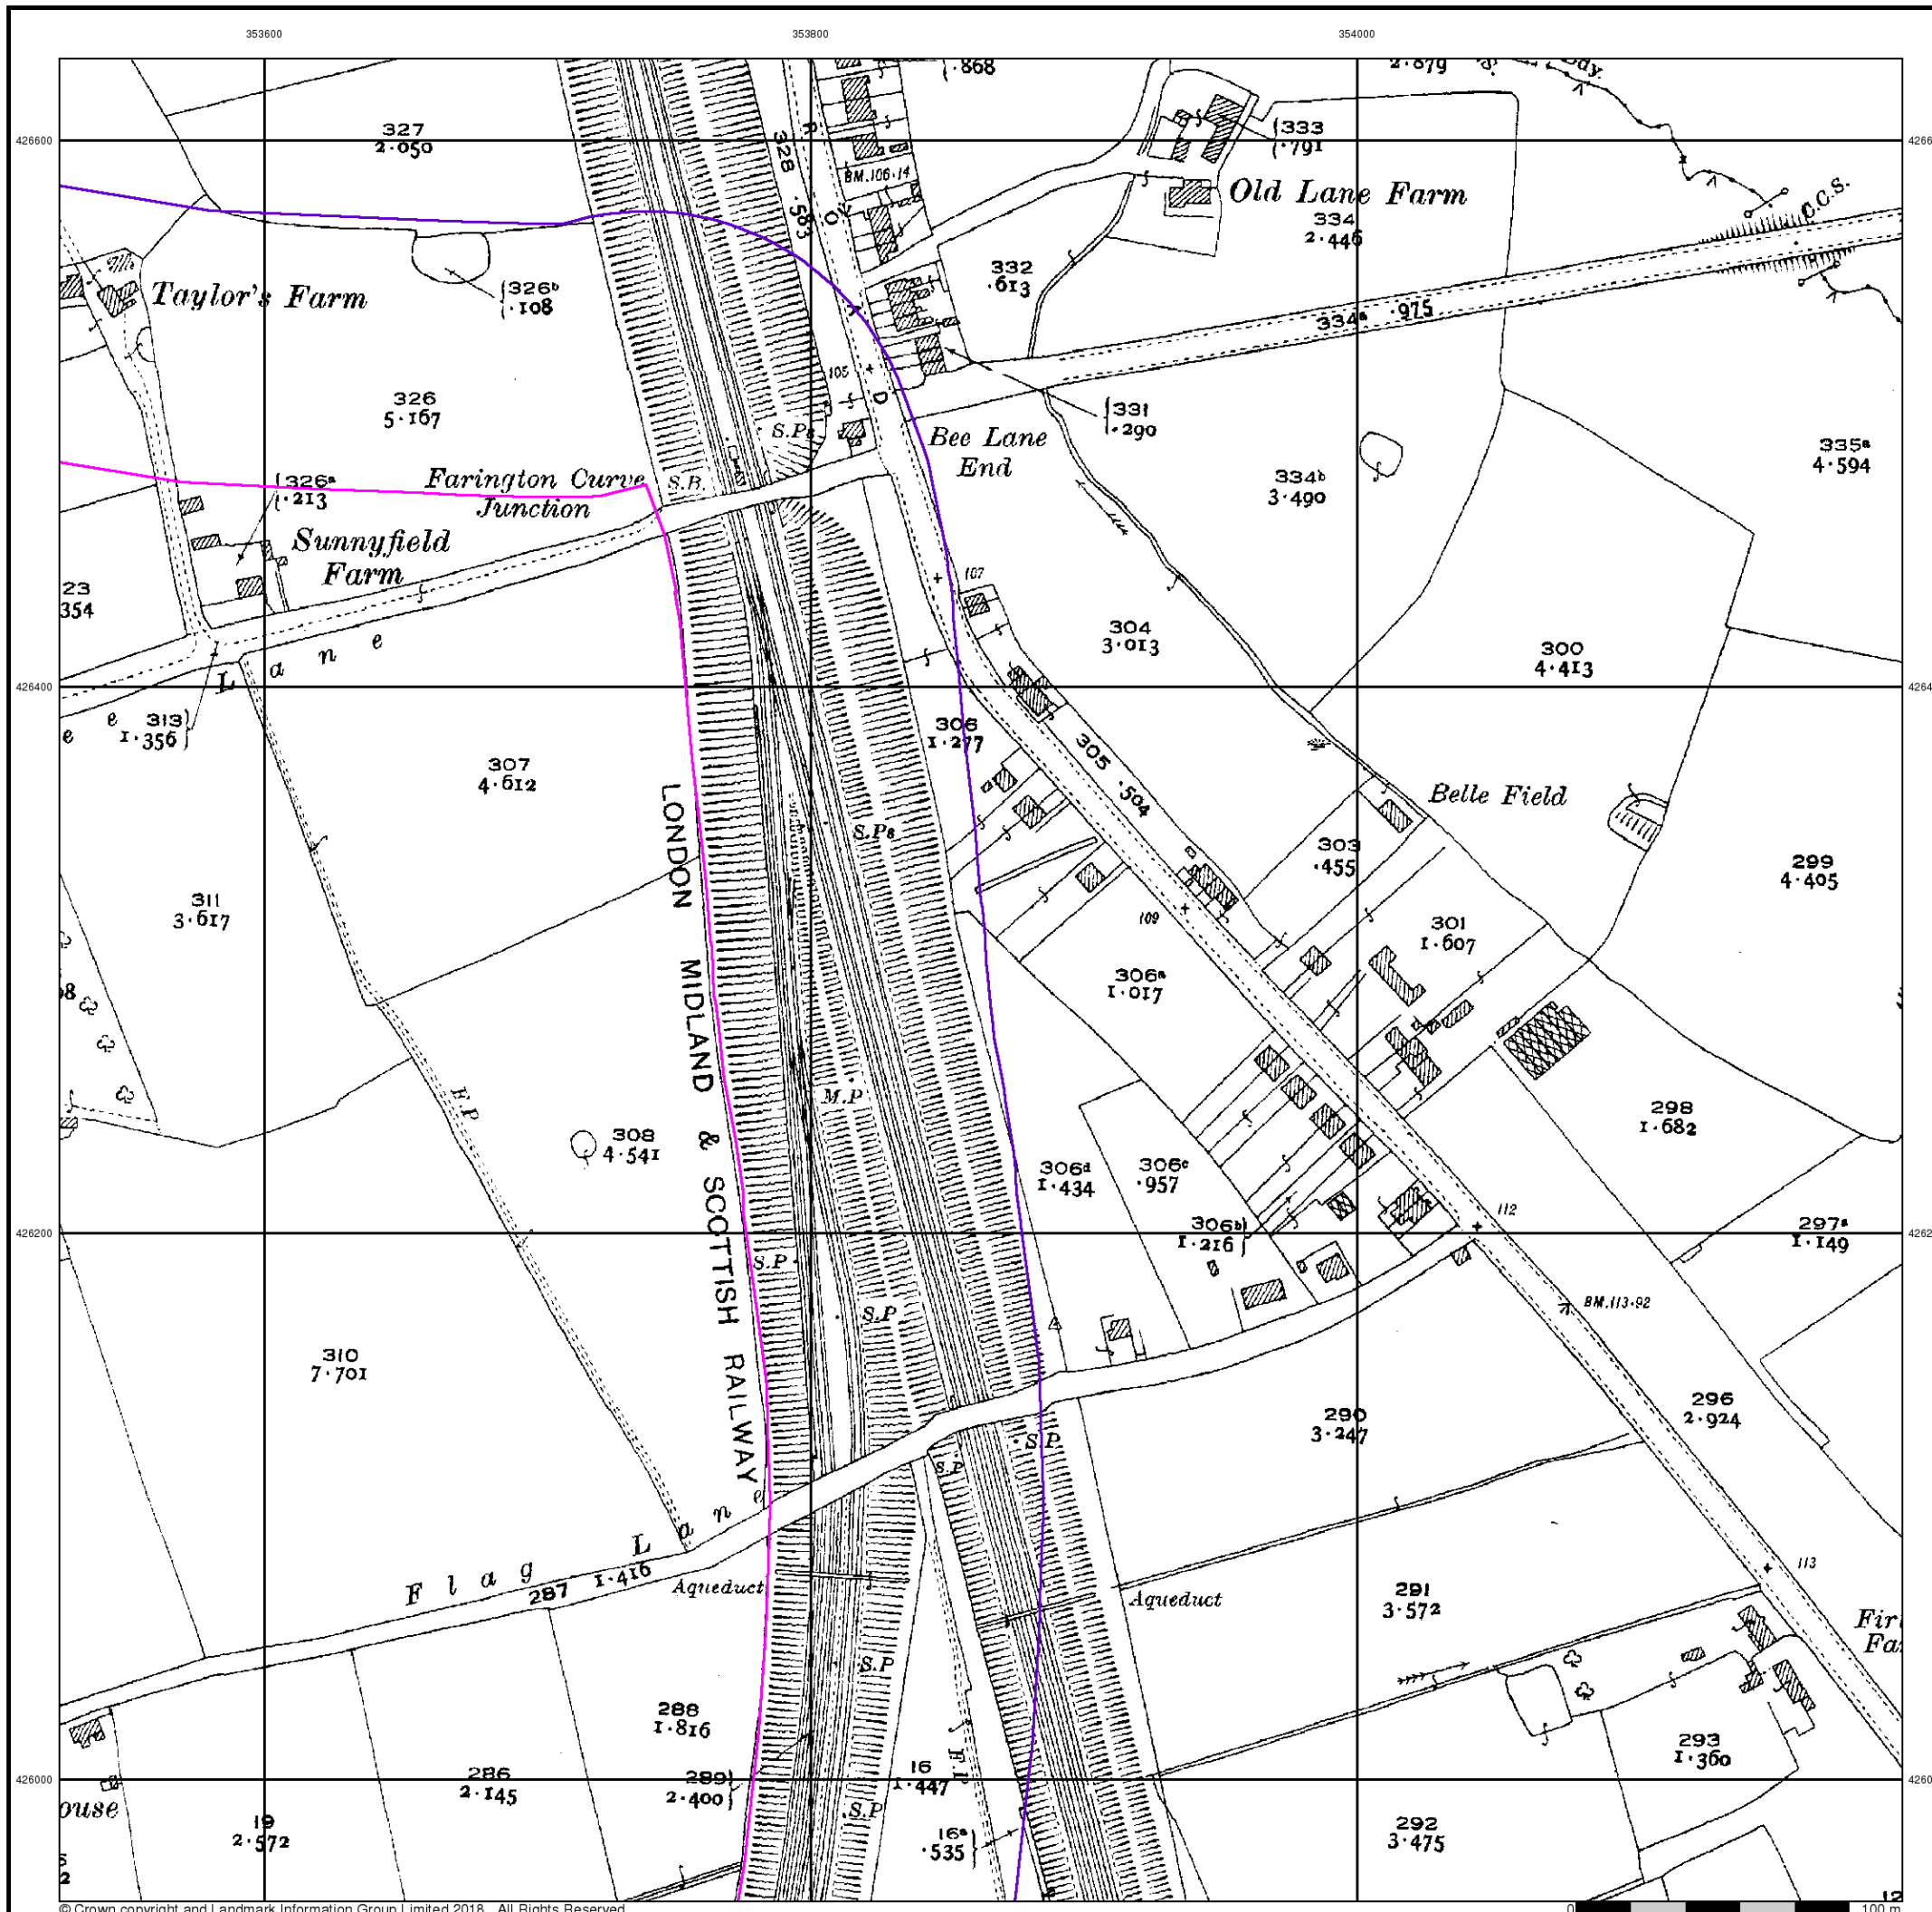 353600
353800
354000
.868
2.879
327
2.050
426600
328 .583
BM.106.14
{333
{.791
Old Lane Farm
334
2.446
C.C.S.
Taylor's Farm
{326b
{.108
332
.613
334a .975
R O A D
105
326
5.167
S.Ps
{331
{.290
Bee Lane
End
335a
4.594
334b
3.490
{326a
{.213
Farington Curve
Junction
S.B.
Sunnyfield
Farm
107
23
354
304
3.013
300
4.413
L a n e
426400
e
e
313}
1.356}
306
1.277
305 .504
307
4.612
Belle Field
S.Ps
303
.455
299
4.405
311
3.617
109
301
1.607
306a
1.017
LONDON MIDLAND & SCOTTISH RAILWAY
F.P.
M.P
298
1.682
308
4.541
306d
1.434
306c
.957
306b}
1.216}
112
297a
1.149
S.P
S.P
BM.113.92
310
7.701
296
2.924
290
3.247
S.P
S.P
Flag Lane
287 1.416
Aqueduct
Aqueduct
113
291
3.572
S.P
288
1.816
F.P
293
1.360
426000
286
2.145
289}
2.400}
16
1.447
S.P
ouse
19
2.572
16a}
.535}
292
3.475
2
12
© Crown copyright and Landmark Information Group Limited 2018. All Rights Reserved.
0
100 m